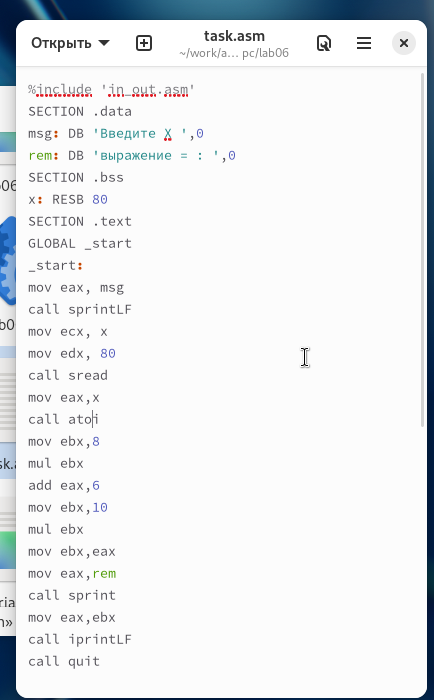 Открыть
task.asm
~/work/a... pc/lab06
%include 'in_out.asm'
SECTION .data
msg: DB 'Введите X ',0
rem: DB 'выражение = : ',0
SECTION .bss
x: RESB 80
SECTION .text
GLOBAL _start
_start:
mov eax, msg
call sprintLF
mov ecx, x
mov edx, 80
call sread
mov eax,x
call atoi
mov ebx,8
mul ebx
add eax,6
mov ebx,10
mul ebx
mov ebx,eax
mov eax,rem
call sprint
mov eax,ebx
call iprintLF
call quit